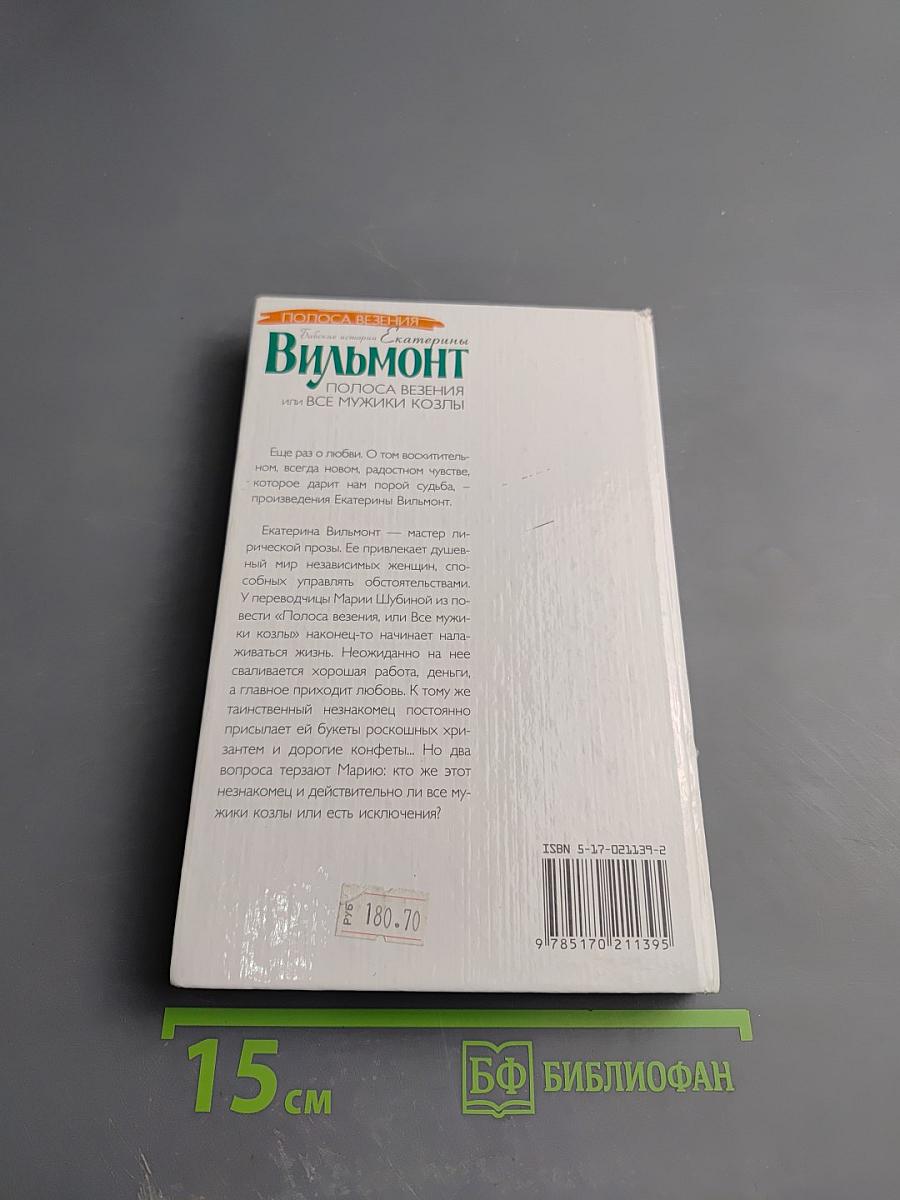 ПОЛОСА ВЕЗЕНИЯ
Бабские истории Екатерины
ВИЛЬМОНТ
ПОЛОСА ВЕЗЕНИЯ
или ВСЕ МУЖИКИ КОЗЛЫ
Еще раз о любви. О том восхититель-
ном, всегда новом, радостном чувстве,
которое дарит нам порой судьба, –
произведения Екатерины Вильмонт.
Екатерина Вильмонт — мастер ли-
рической прозы. Ее привлекает душев-
ный мир независимых женщин, спо-
собных управлять обстоятельствами.
У переводчицы Марии Шубиной из по-
вести «Полоса везения, или Все мужи-
ки козлы» наконец-то начинает нала-
живаться жизнь. Неожиданно на нее
сваливается хорошая работа, деньги,
а главное приходит любовь. К тому же
таинственный незнакомец постоянно
присылает ей букеты роскошных хри-
зантем и дорогие конфеты... Но два
вопроса терзают Марию: кто же этот
незнакомец и действительно ли все му-
жики козлы или есть исключения?
ISBN 5-17-021139-2
9 785170 211395
РУБ 180.70
15 см
БФ БИБЛИОФАН